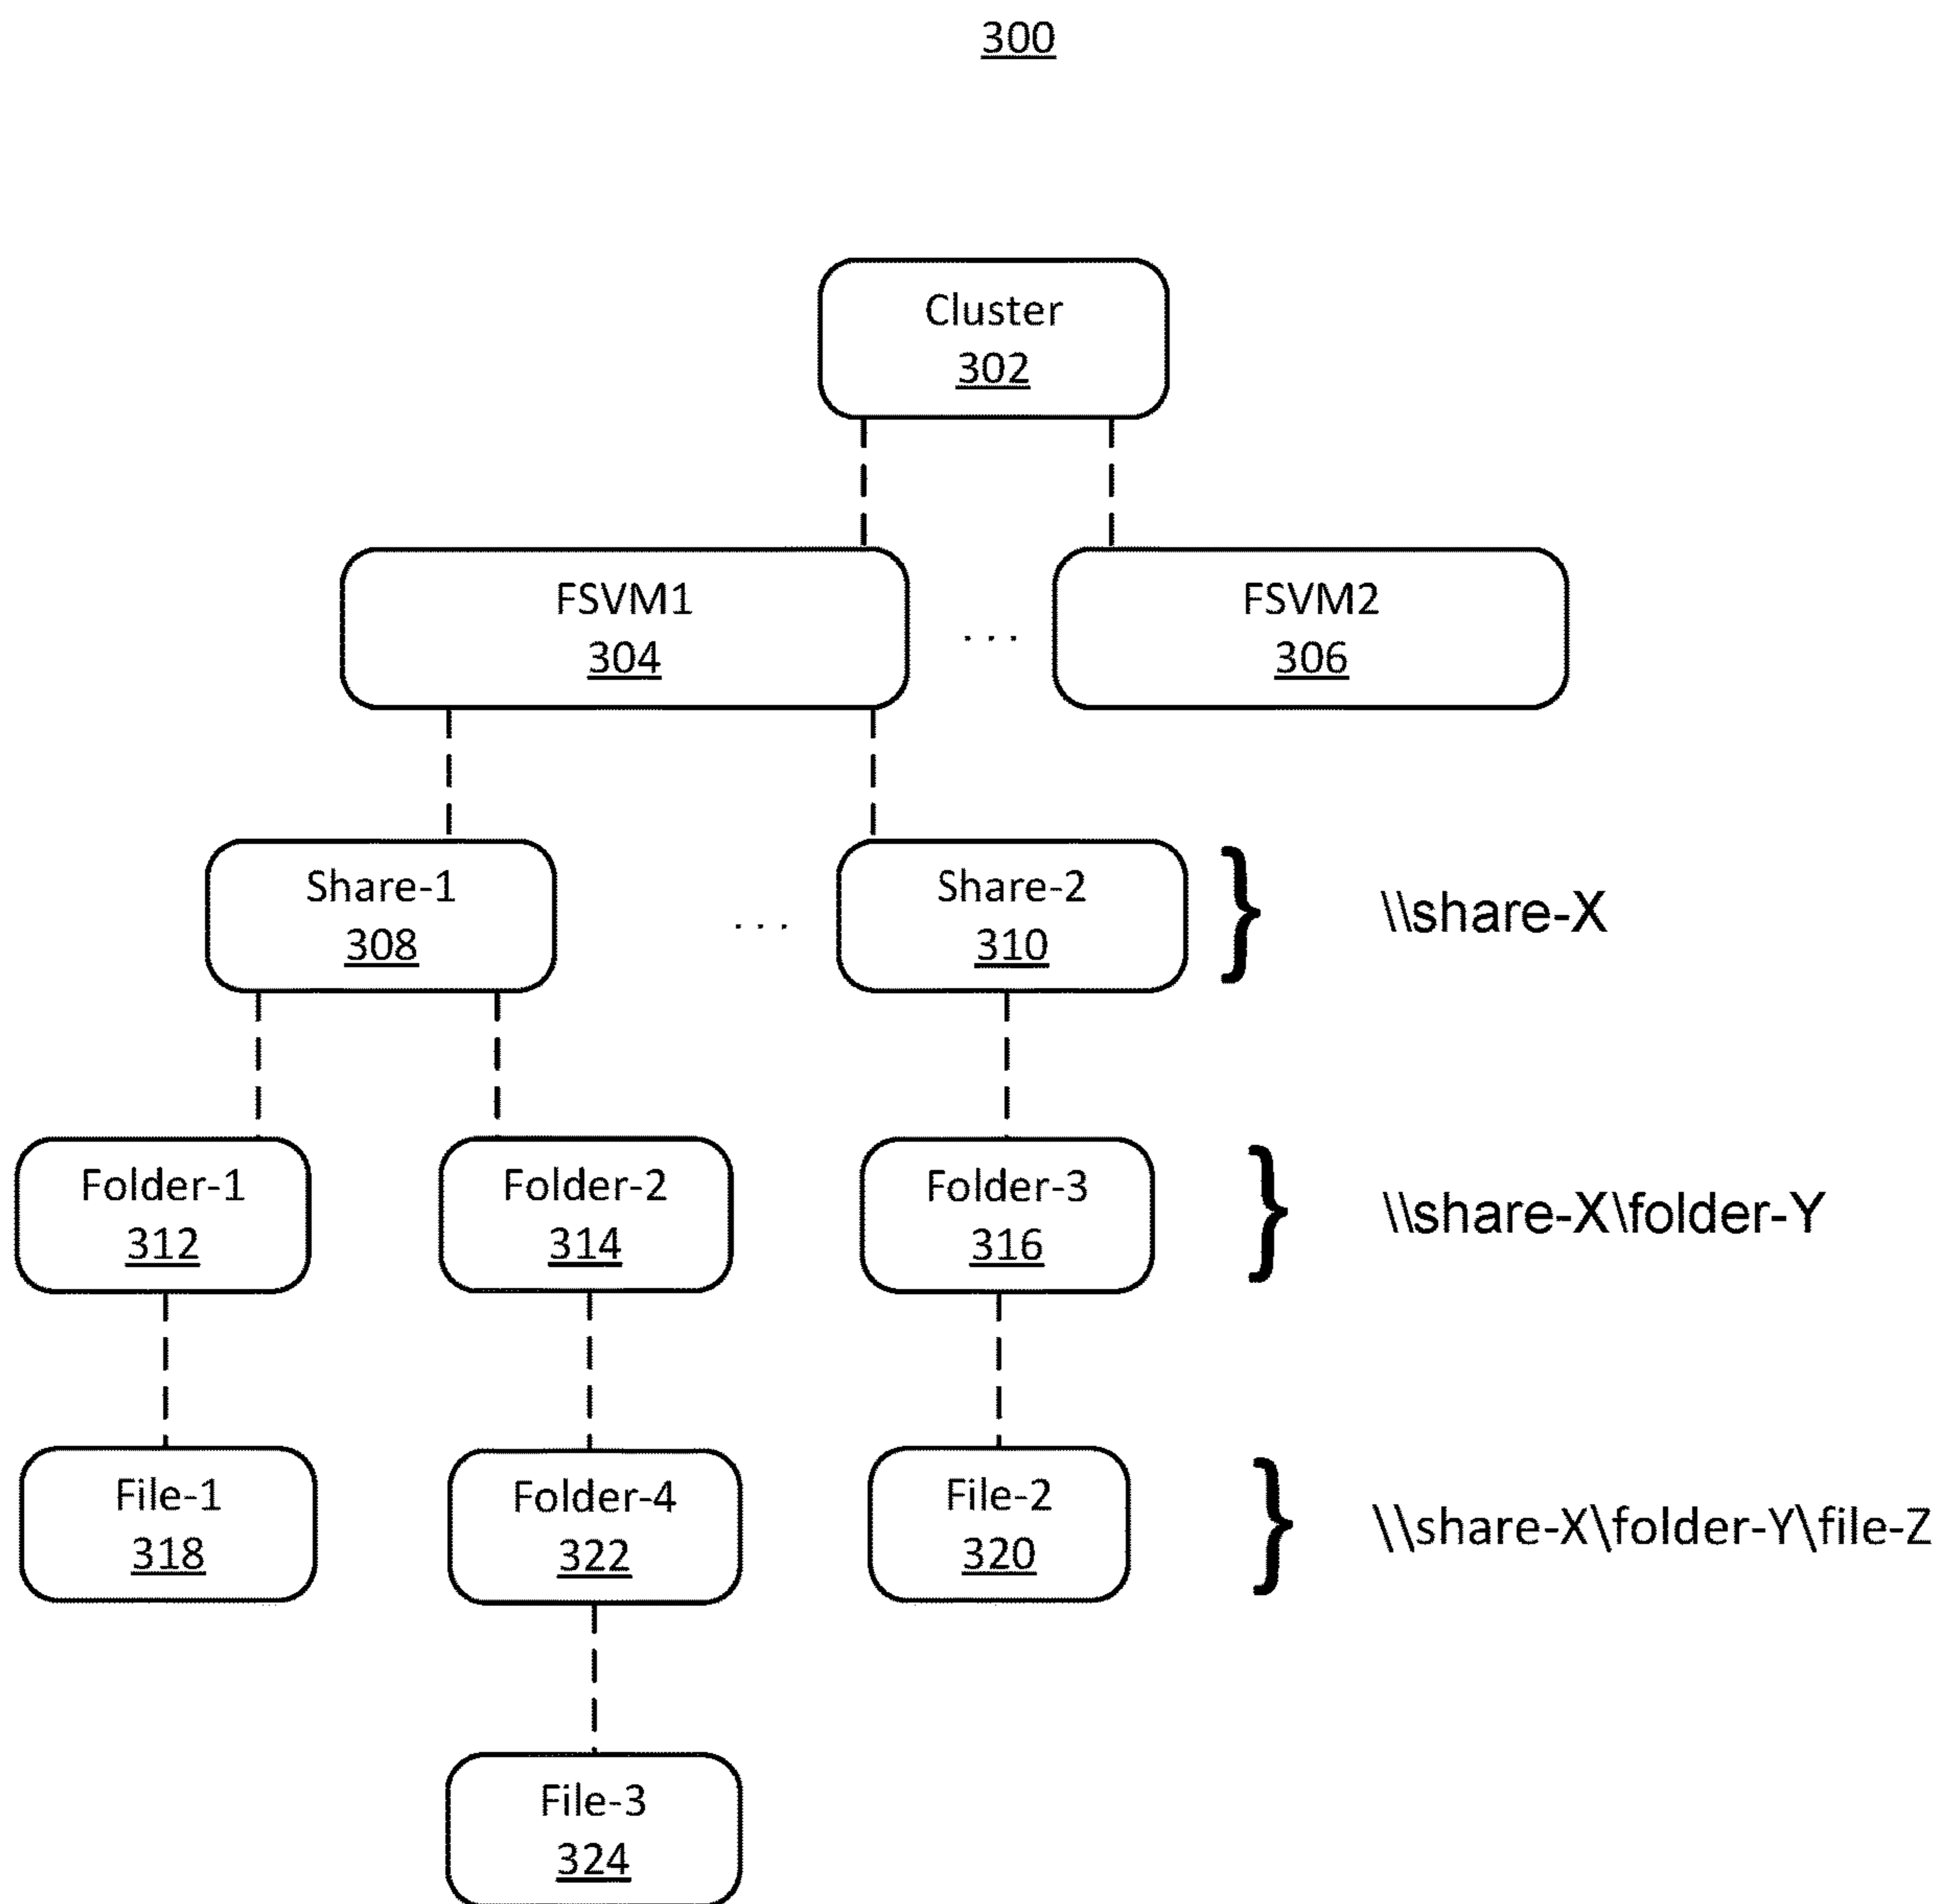 300
Cluster
302
FSVM1
304
. . .
FSVM2
306
Share-1
308
. . .
Share-2
310
\\share-X
Folder-1
312
Folder-2
314
Folder-3
316
\\share-X\folder-Y
File-1
318
Folder-4
322
File-2
320
\\share-X\folder-Y\file-Z
File-3
324